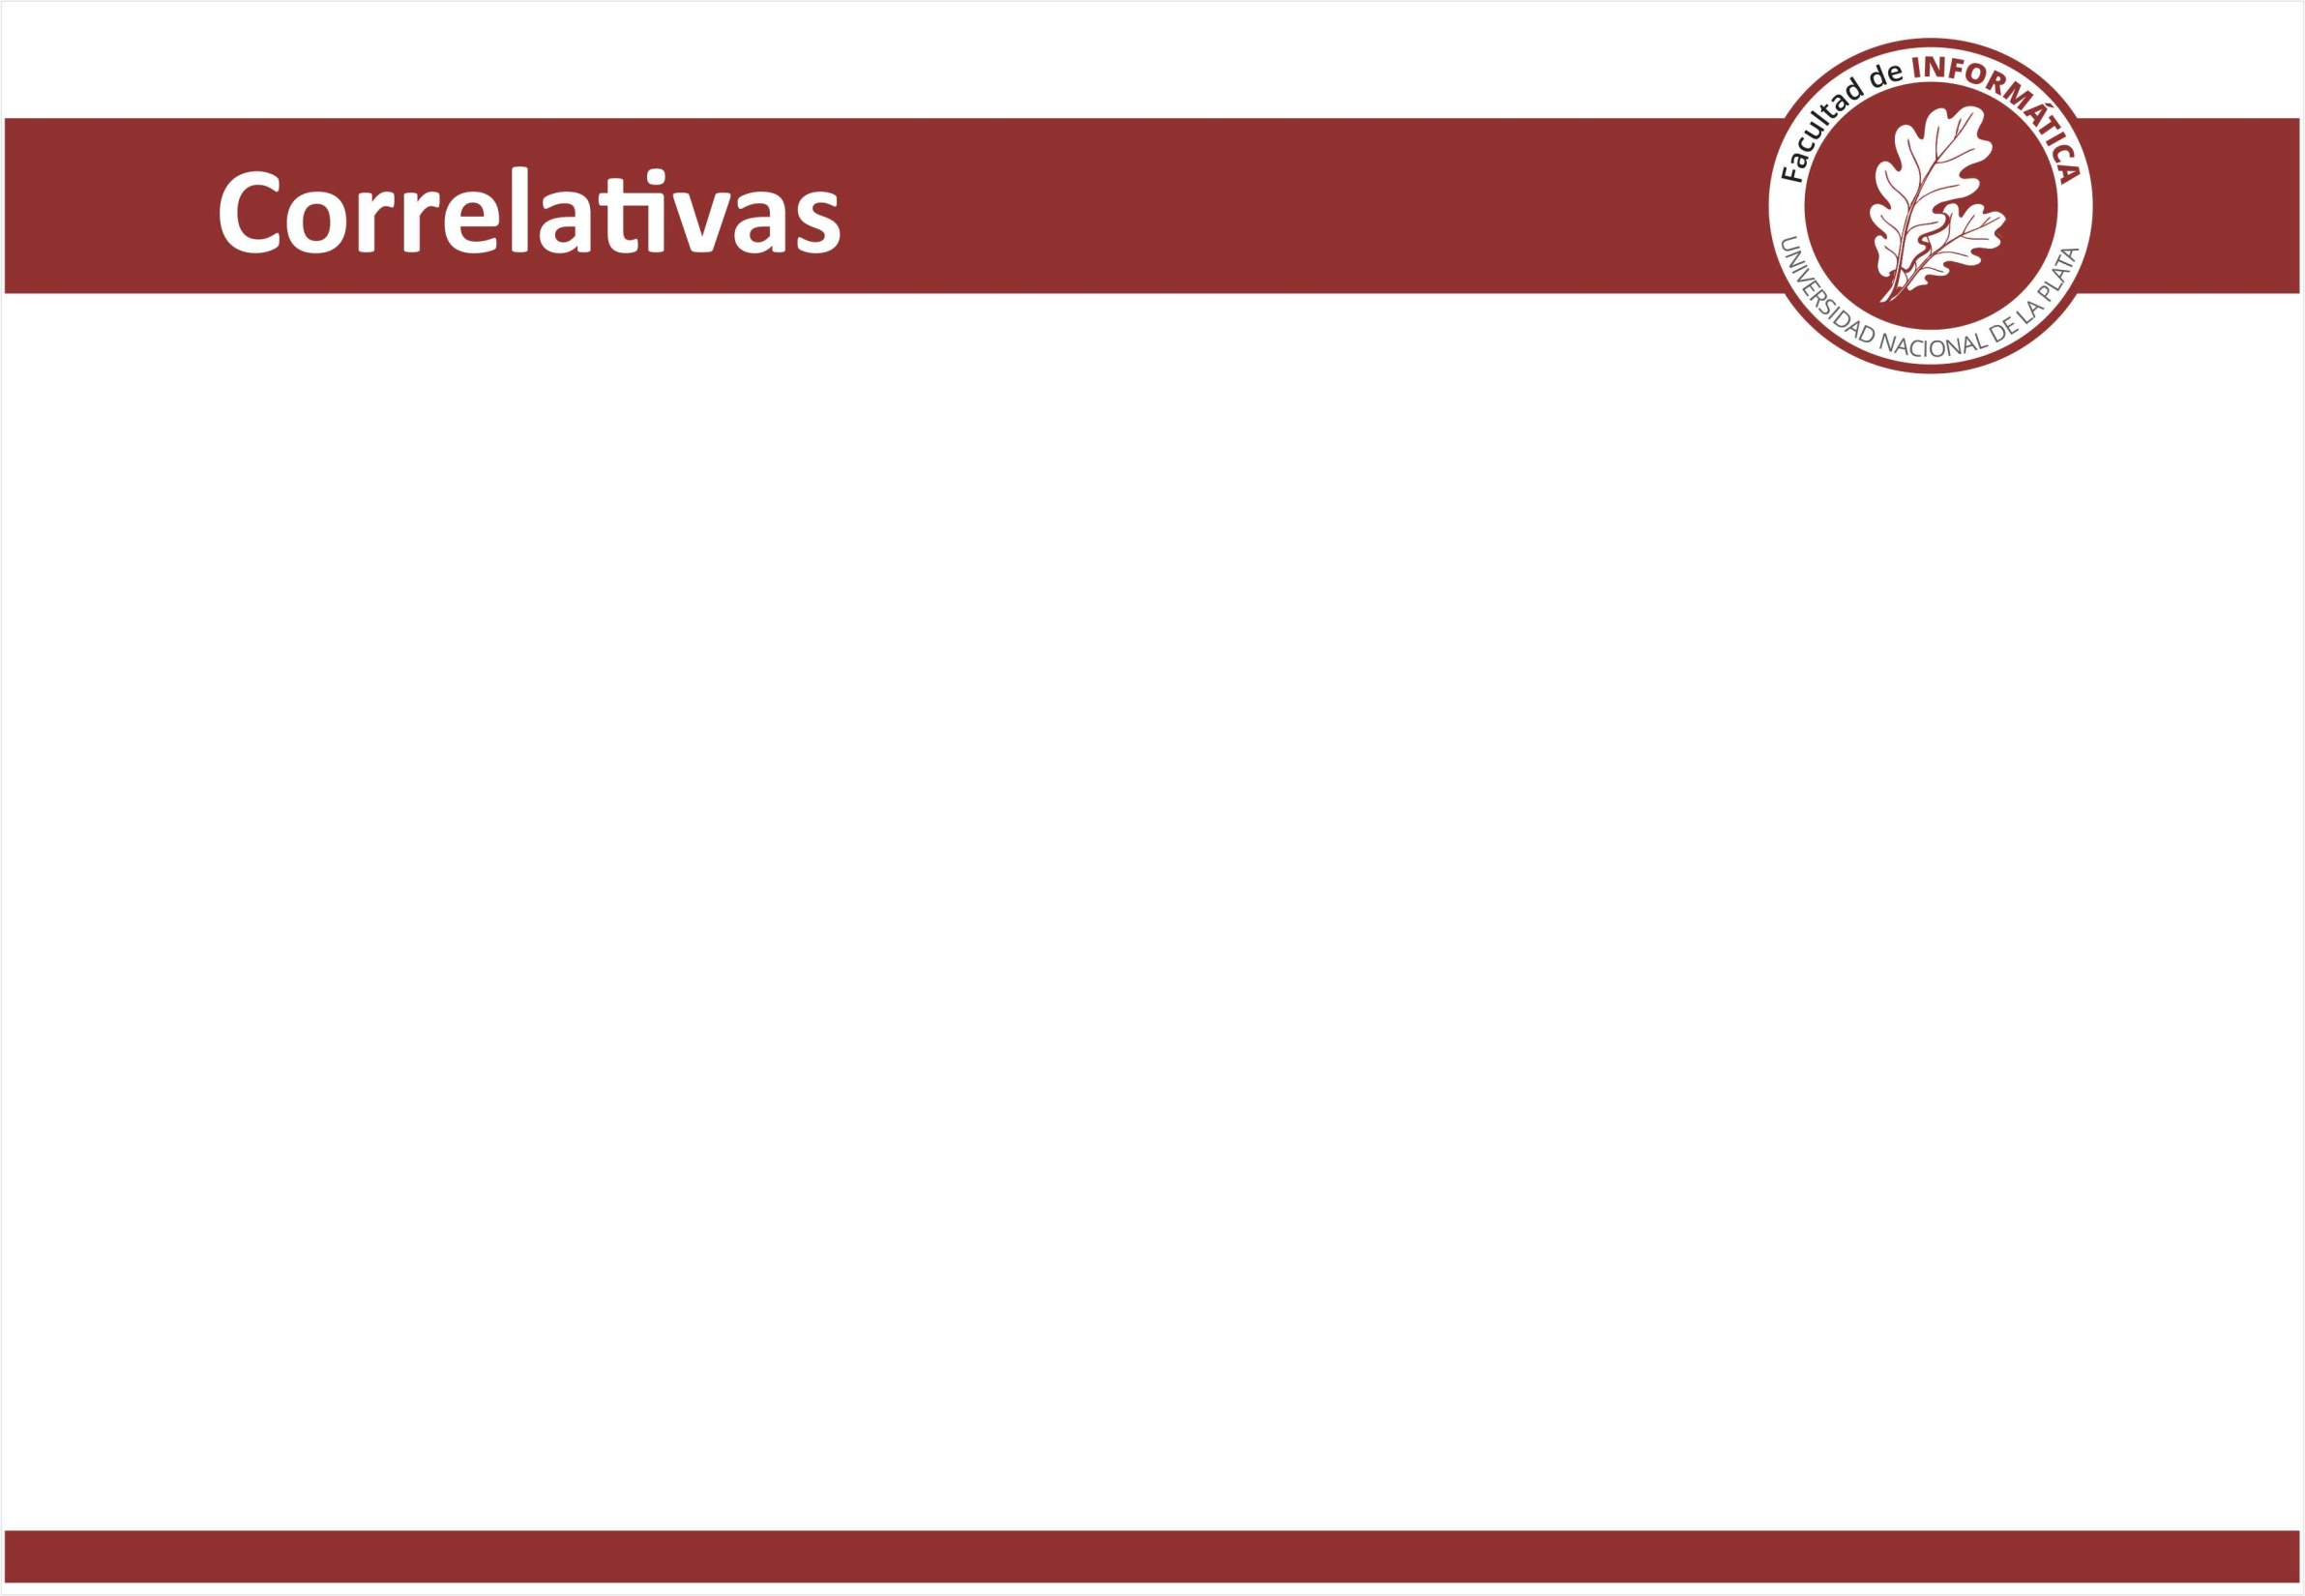 Correlativas
Facultad de INFORMÁTICA
UNIVERSIDAD NACIONAL DE LA PLATA